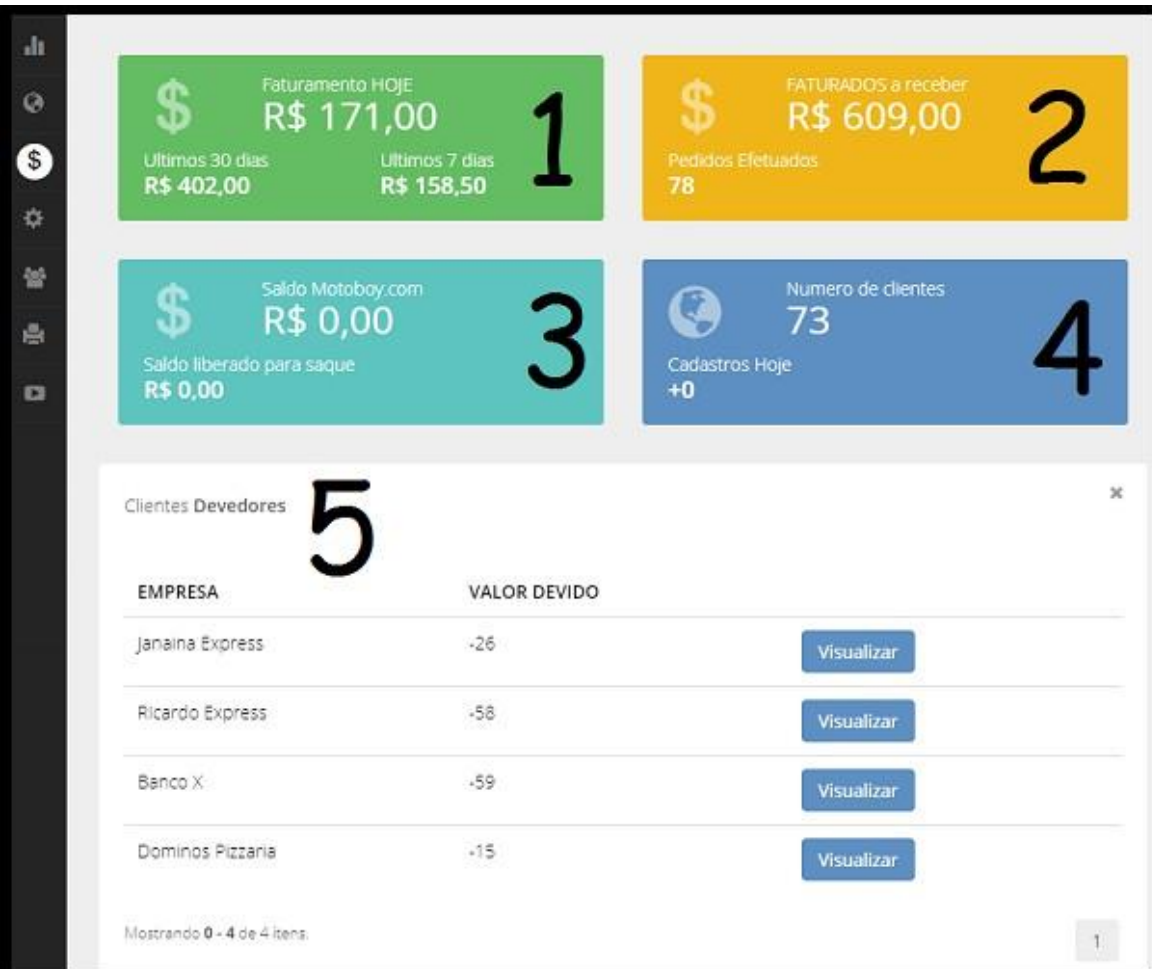 Faturamento HOJE
R$ 171,00
Ultimos 30 dias
R$ 402,00
Ultimos 7 dias
R$ 158,50
1
FATURADOS a receber
R$ 609,00
Pedidos Efetuados
78
2
Saldo Motoboy.com
R$ 0,00
Saldo liberado para saque
R$ 0,00
3
Numero de clientes
73
Cadastros Hoje
+0
4
Clientes Devedores
5
EMPRESA VALOR DEVIDO
Janaina Express -26 Visualizar
Ricardo Express -58 Visualizar
Banco X -59 Visualizar
Dominos Pizzaria -15 Visualizar
Mostrando 0 - 4 de 4 itens.
1